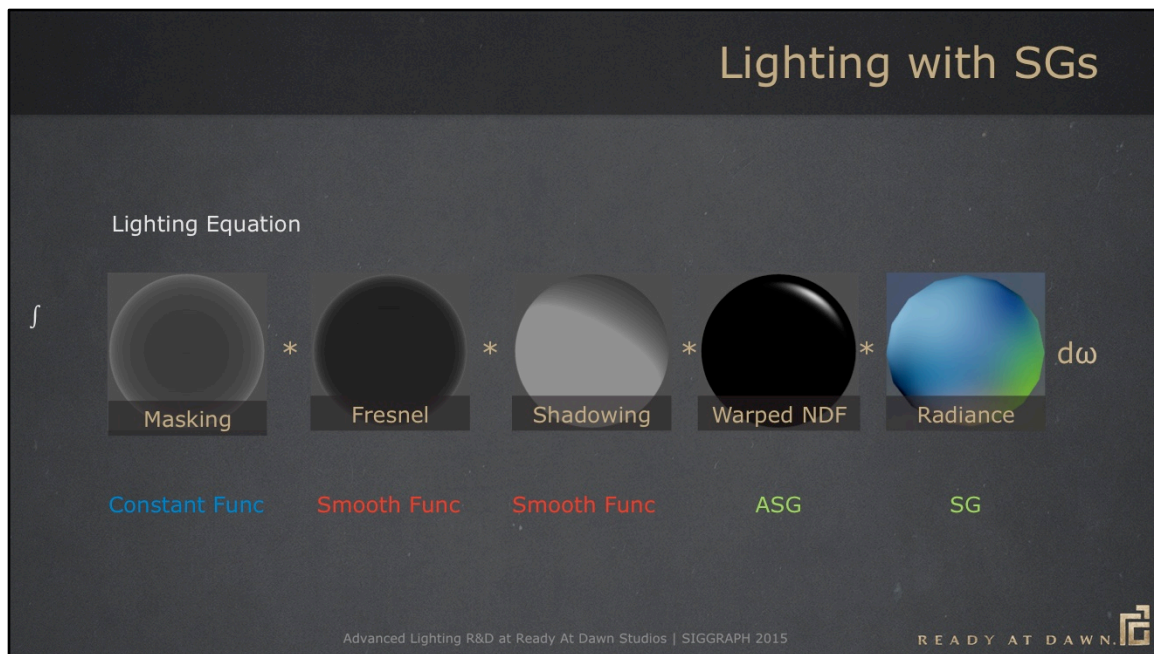 Lighting with SGs
Lighting Equation
∫ * * * * dω
Masking Fresnel Shadowing Warped NDF Radiance
Constant Func Smooth Func Smooth Func ASG SG
Advanced Lighting R&D at Ready At Dawn Studios | SIGGRAPH 2015
READY AT DAWN.